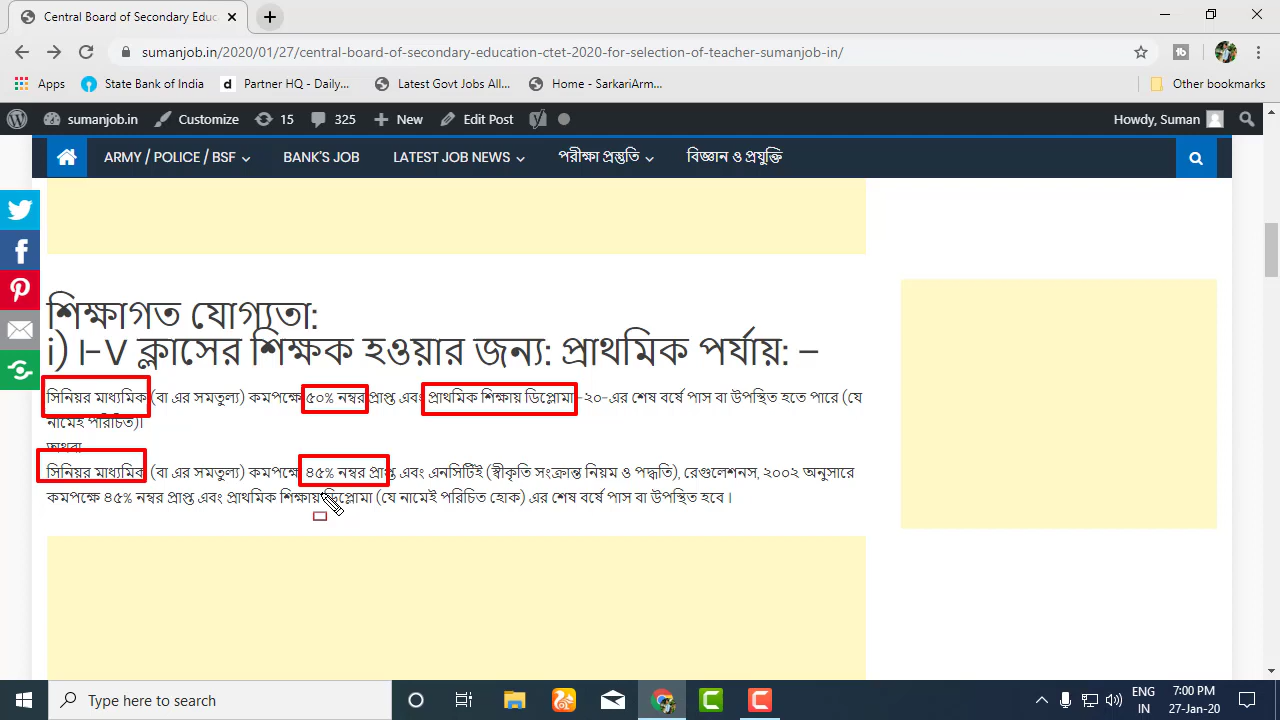 Central Board of Secondary Educ
sumanjob.in/2020/01/27/central-board-of-secondary-education-ctet-2020-for-selection-of-teacher-sumanjob-in/
Apps State Bank of India Partner HQ - Daily... Latest Govt Jobs All... Home - SarkariArm... Other bookmarks
sumanjob.in Customize 15 325 New Edit Post Howdy, Suman
ARMY / POLICE / BSF BANK'S JOB LATEST JOB NEWS পরীক্ষা প্রস্তুতি বিজ্ঞান ও প্রযুক্তি
শিক্ষাগত যোগ্যতা:
i) I-V ক্লাসের শিক্ষক হওয়ার জন্য: প্রাথমিক পর্যায়: –
সিনিয়র মাধ্যমিক (বা এর সমতুল্য) কমপক্ষে ৫০% নম্বর প্রাপ্ত এবং প্রাথমিক শিক্ষায় ডিপ্লোমা -২০-এর শেষ বর্ষে পাস বা উপস্থিত হতে পারে (যে
নামেই পরিচিত)।
অথবা
সিনিয়র মাধ্যমিক (বা এর সমতুল্য) কমপক্ষে ৪৫% নম্বর প্রাপ্ত এবং এনসিটিই (স্বীকৃতি সংক্রান্ত নিয়ম ও পদ্ধতি), রেগুলেশনস, ২০০২ অনুসারে
কমপক্ষে ৪৫% নম্বর প্রাপ্ত এবং প্রাথমিক শিক্ষায় ডিপ্লোমা (যে নামেই পরিচিত হোক) এর শেষ বর্ষে পাস বা উপস্থিত হবে ।
Type here to search
ENG
IN
7:00 PM
27-Jan-20